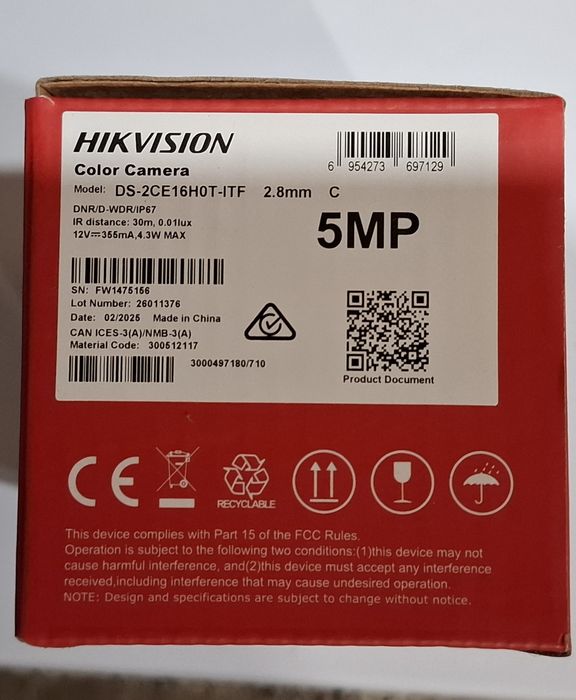 HIKVISION
Color Camera
Model: DS-2CE16H0T-ITF 2.8mm C
6 954273 697129
DNR/D-WDR/IP67
IR distance: 30m, 0.01lux
12V⎓355mA,4.3W MAX
5MP
SN: FW1475156
Lot Number: 26011376
Date: 02/2025 Made in China
CAN ICES-3(A)/NMB-3(A)
Material Code: 300512117
3000497180/710
Product Document
CE
RECYCLABLE
This device complies with Part 15 of the FCC Rules.
Operation is subject to the following two conditions:(1)this device may not
cause harmful interference, and(2)this device must accept any interference
received,including interference that may cause undesired operation.
NOTE: Design and specifications are subject to change without notice.